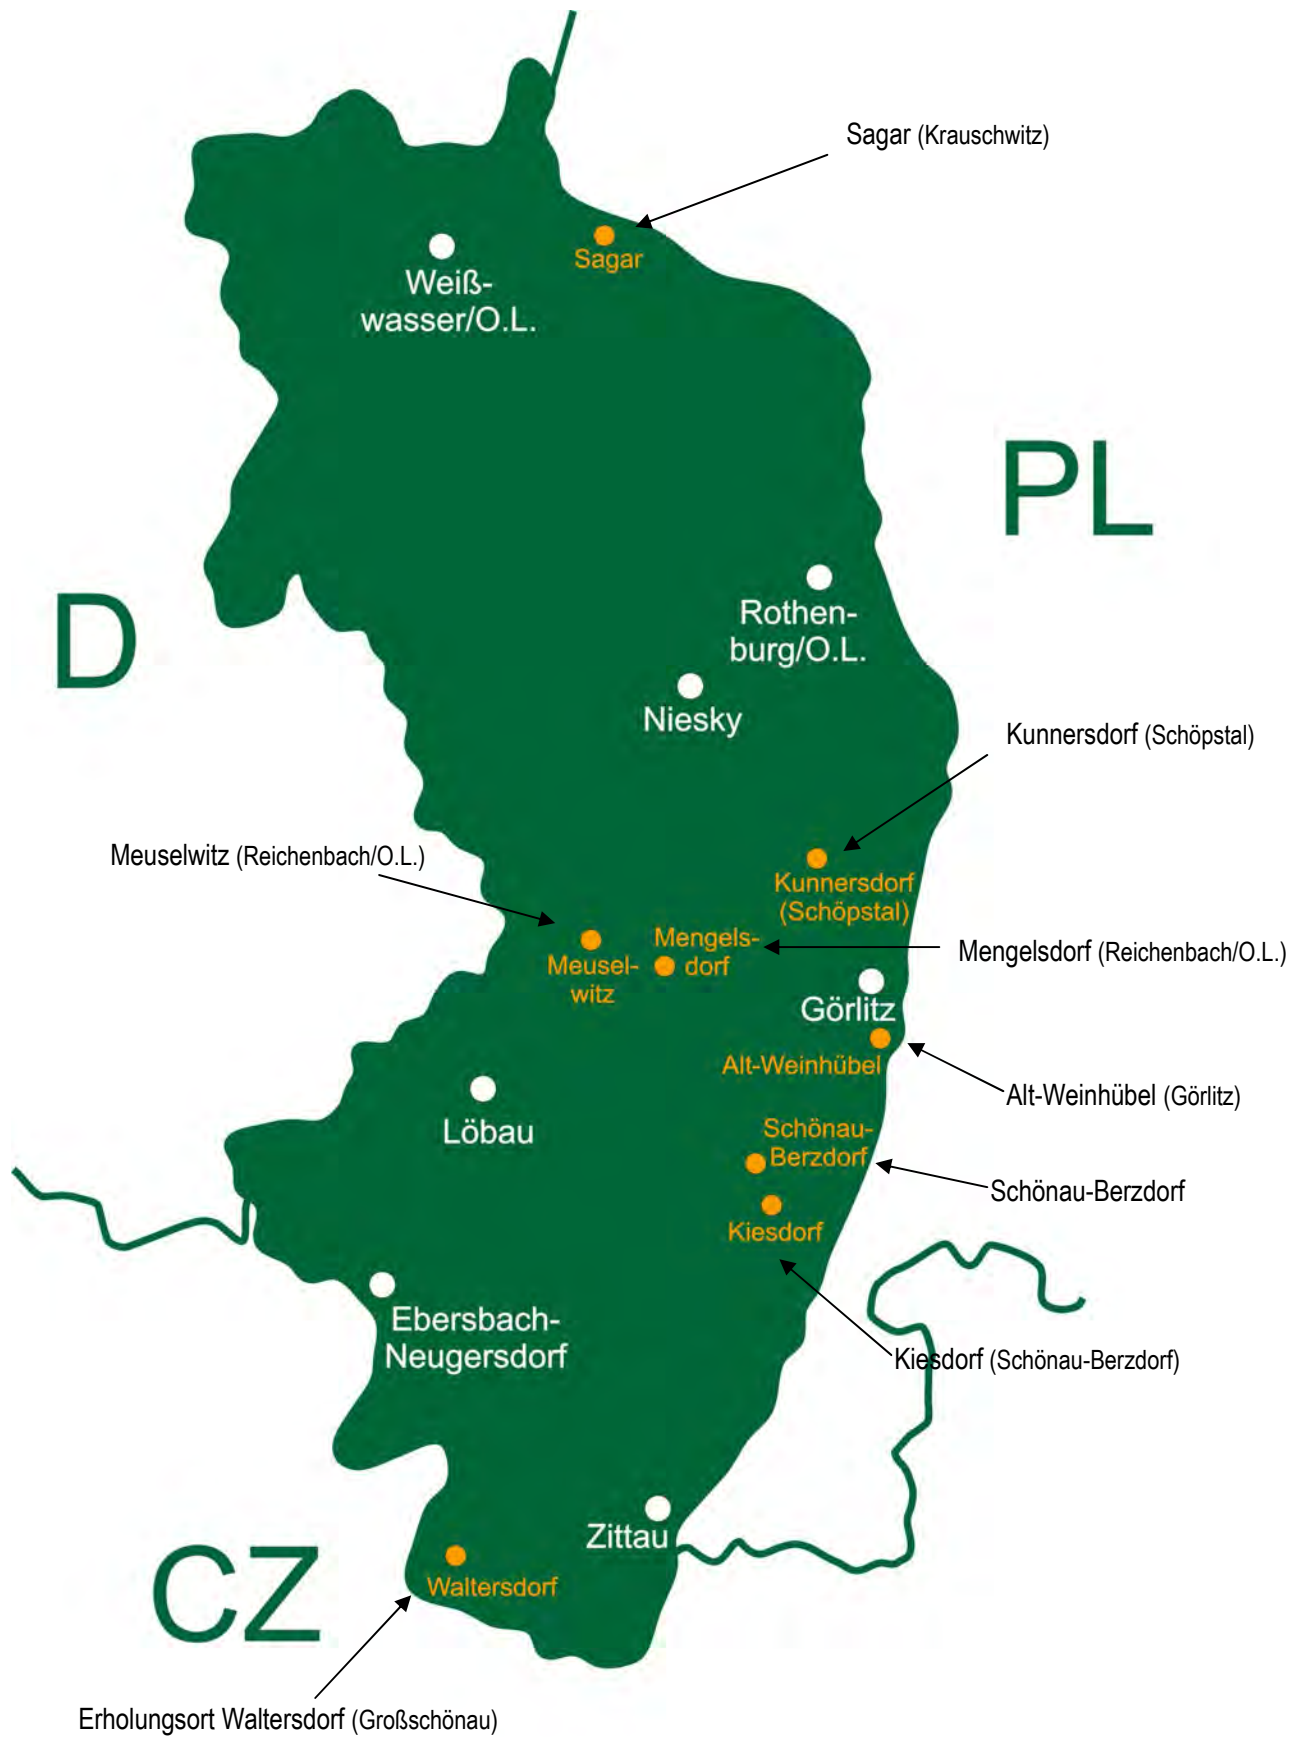 Sagar (Krauschwitz)
Sagar
Weiß-
wasser/O.L.
PL
D
Rothen-
burg/O.L.
Niesky
Kunnersdorf (Schöpstal)
Meuselwitz (Reichenbach/O.L.)
Kunnersdorf
(Schöpstal)
Mengels-
dorf
Meusel-
witz
Mengelsdorf (Reichenbach/O.L.)
Görlitz
Alt-Weinhübel
Alt-Weinhübel (Görlitz)
Löbau
Schönau-
Berzdorf
Schönau-Berzdorf
Kiesdorf
Ebersbach-
Neugersdorf
Kiesdorf (Schönau-Berzdorf)
Zittau
CZ
Waltersdorf
Erholungsort Waltersdorf (Großschönau)